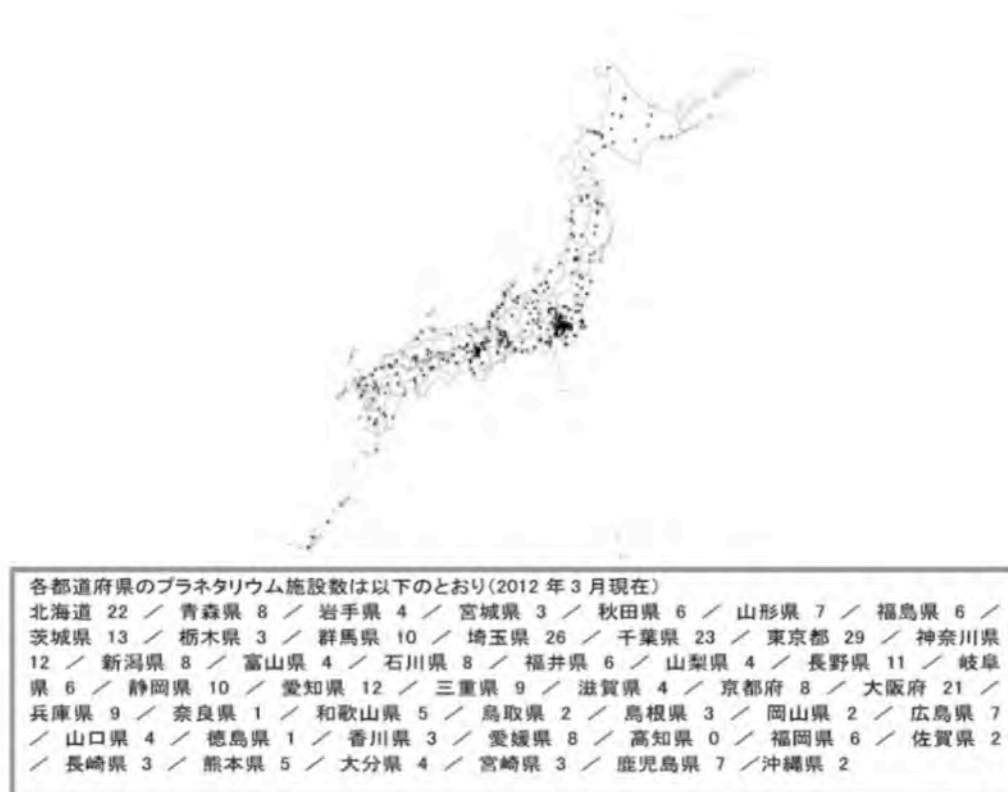 各都道府県のプラネタリウム施設数は以下のとおり(2012 年 3 月現在)
北海道 22 ／ 青森県 8 ／ 岩手県 4 ／ 宮城県 3 ／ 秋田県 6 ／ 山形県 7 ／ 福島県 6 ／
茨城県 13 ／ 栃木県 3 ／ 群馬県 10 ／ 埼玉県 26 ／ 千葉県 23 ／ 東京都 29 ／ 神奈川県
12 ／ 新潟県 8 ／ 富山県 4 ／ 石川県 8 ／ 福井県 6 ／ 山梨県 4 ／ 長野県 11 ／ 岐阜
県 6 ／ 静岡県 10 ／ 愛知県 12 ／ 三重県 9 ／ 滋賀県 4 ／ 京都府 8 ／ 大阪府 21 ／
兵庫県 9 ／ 奈良県 1 ／ 和歌山県 5 ／ 鳥取県 2 ／ 島根県 3 ／ 岡山県 2 ／ 広島県 7
／ 山口県 4 ／ 徳島県 1 ／ 香川県 3 ／ 愛媛県 8 ／ 高知県 0 ／ 福岡県 6 ／ 佐賀県 2
／ 長崎県 3 ／ 熊本県 5 ／ 大分県 4 ／ 宮崎県 3 ／ 鹿児島県 7 ／沖縄県 2